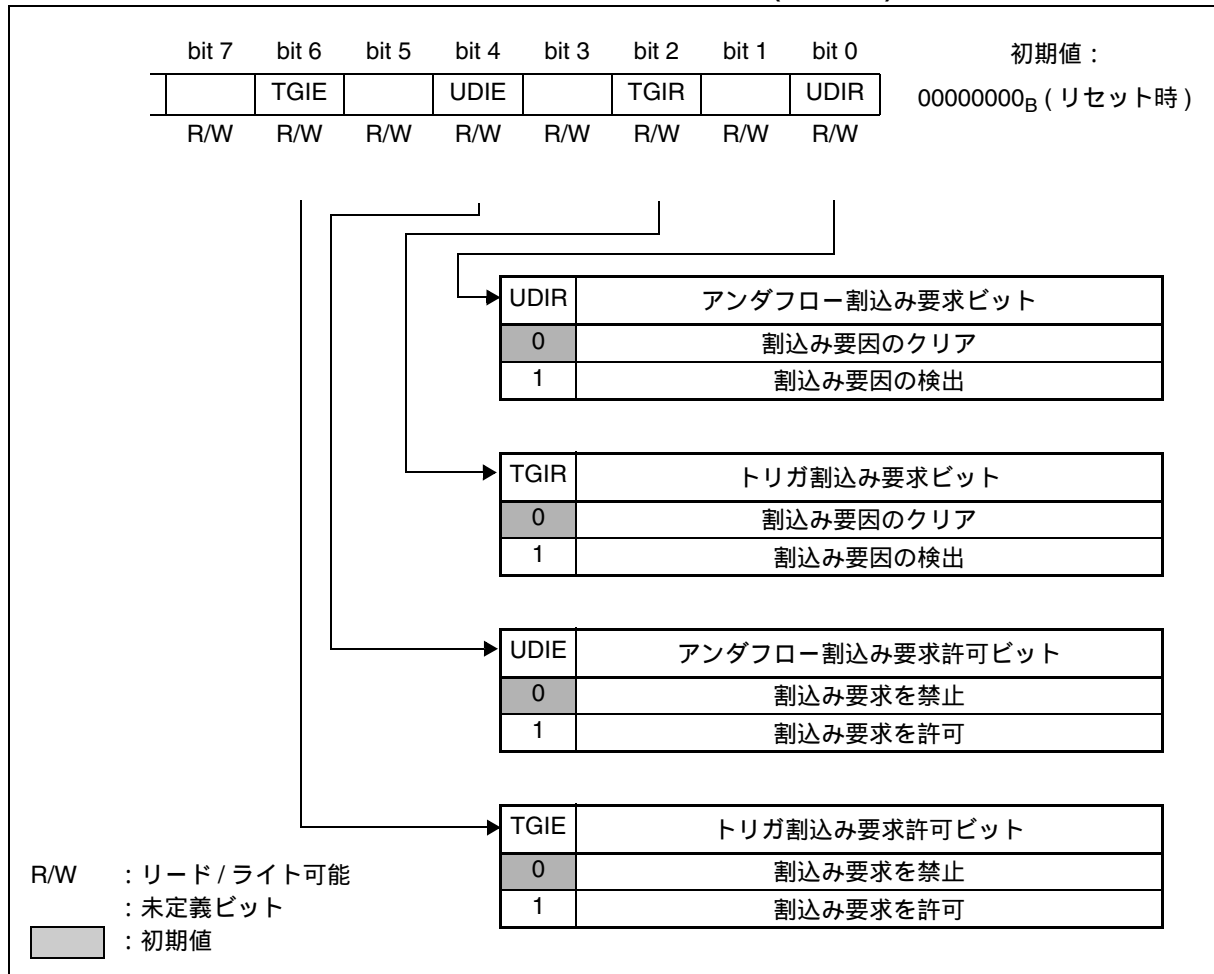 bit 7 bit 6 bit 5 bit 4 bit 3 bit 2 bit 1 bit 0 初期値：
TGIE UDIE TGIR UDIR 00000000B ( リセット時 )
R/W R/W R/W R/W R/W R/W R/W R/W
UDIR アンダフロー割込み要求ビット
0 割込み要因のクリア
1 割込み要因の検出
TGIR トリガ割込み要求ビット
0 割込み要因のクリア
1 割込み要因の検出
UDIE アンダフロー割込み要求許可ビット
0 割込み要求を禁止
1 割込み要求を許可
TGIE トリガ割込み要求許可ビット
0 割込み要求を禁止
1 割込み要求を許可
R/W ：リード / ライト可能
：未定義ビット
：初期値